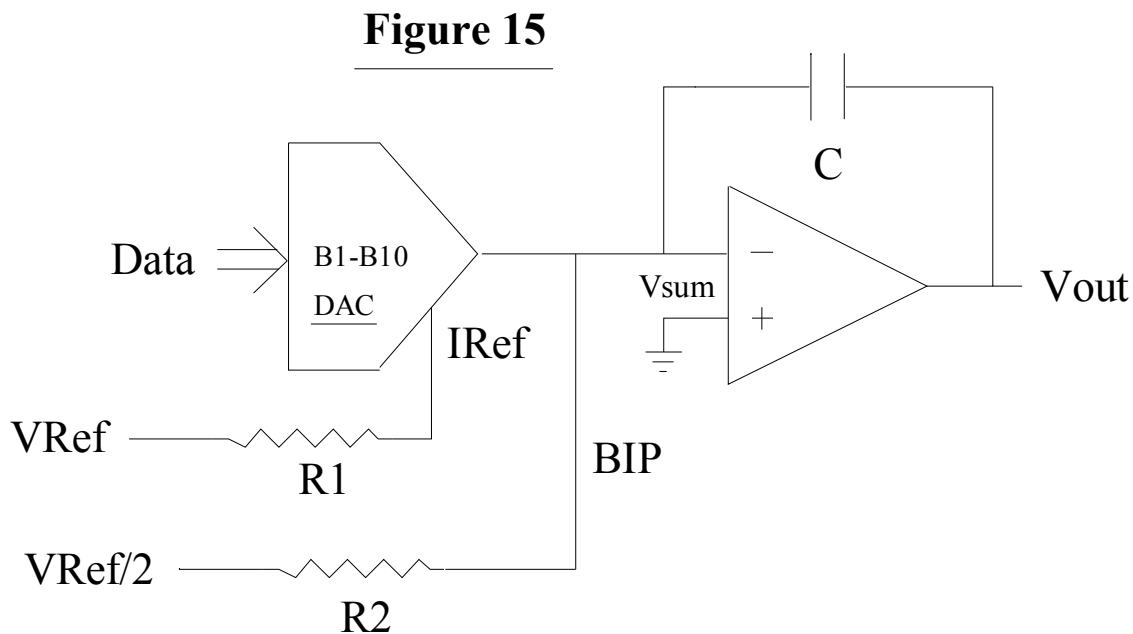 Figure 15
C
Data
B1-B10
DAC
Vsum
−
+
Vout
IRef
VRef
R1
BIP
VRef/2
R2